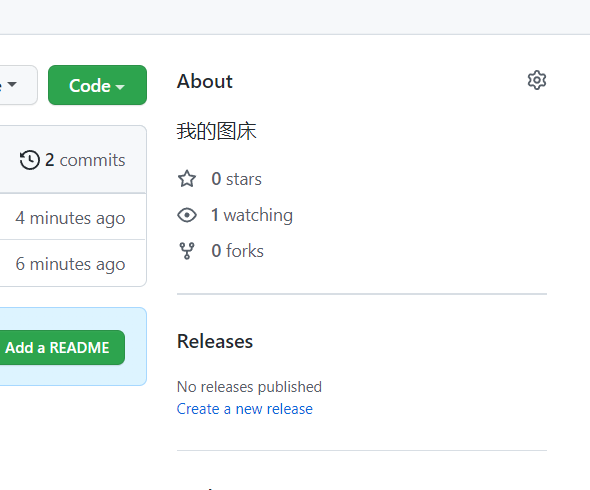 Code
2 commits
4 minutes ago
6 minutes ago
Add a README
About
我的图床
0 stars
1 watching
0 forks
Releases
No releases published
Create a new release